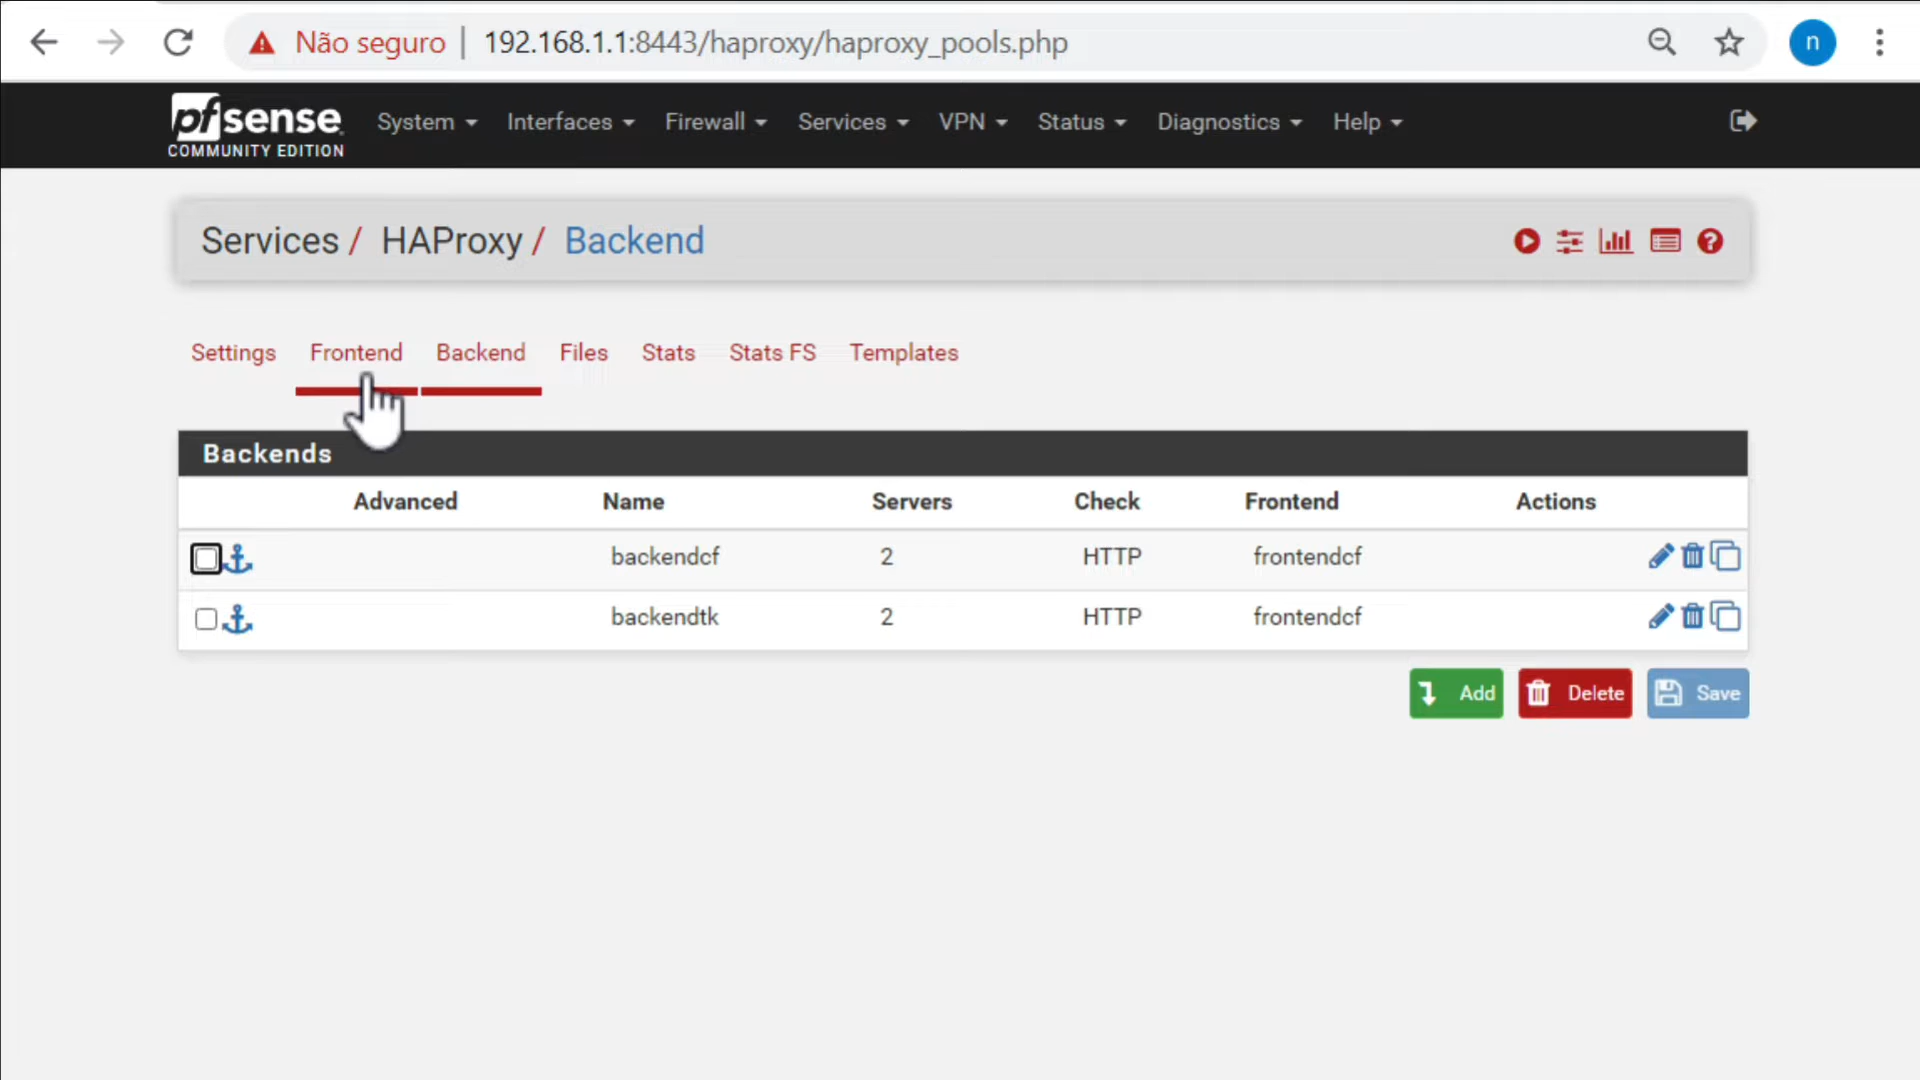 Não seguro | 192.168.1.1:8443/haproxy/haproxy_pools.php
n
pfsense
COMMUNITY EDITION
System Interfaces Firewall Services VPN Status Diagnostics Help
Services / HAProxy / Backend
Settings Frontend Backend Files Stats Stats FS Templates
Backends
Advanced Name Servers Check Frontend Actions
backendcf 2 HTTP frontendcf
backendtk 2 HTTP frontendcf
Add Delete Save